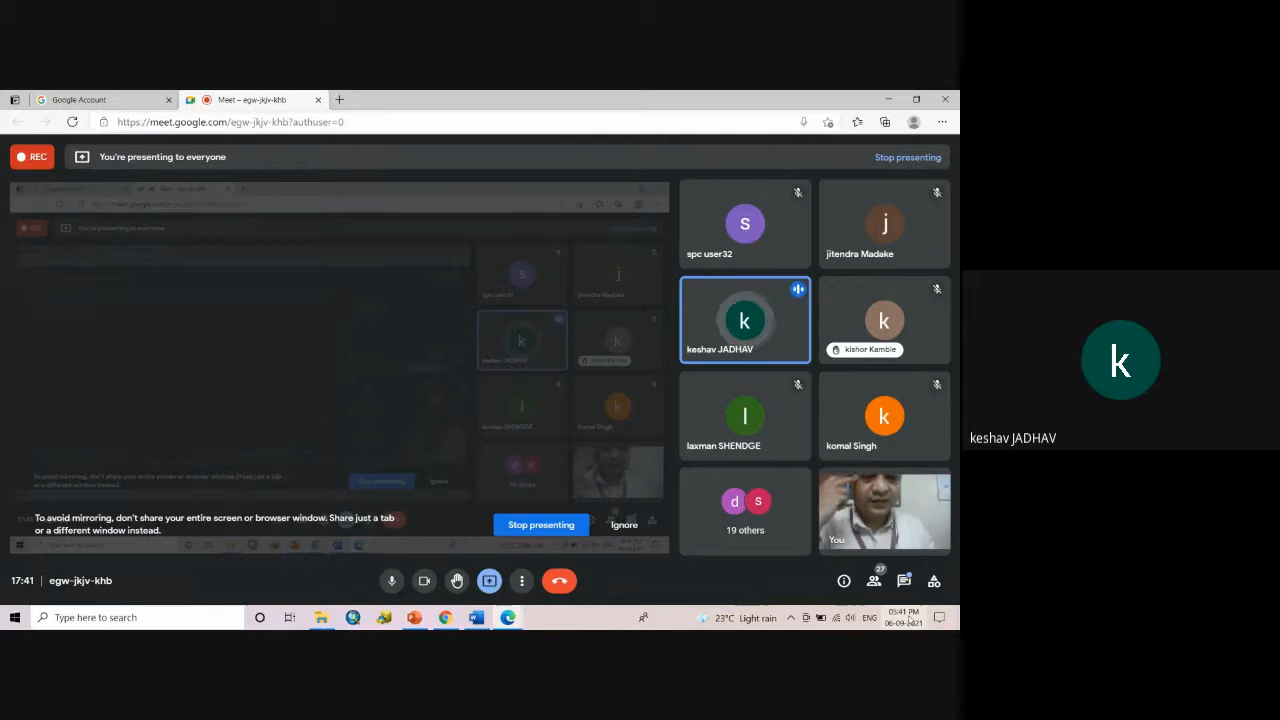 Google Account
Meet – egw-jkjv-khb
https://meet.google.com/egw-jkjv-khb?authuser=0
REC
You're presenting to everyone
Stop presenting
s
spc user32
j
jitendra Madake
k
keshav JADHAV
k
kishor Kamble
l
laxman SHENDGE
k
komal Singh
d s
19 others
You
To avoid mirroring, don't share your entire screen or browser window. Share just a tab
or a different window instead.
Stop presenting
Ignore
17:41 | egw-jkjv-khb
27
Type here to search
23°C Light rain
ENG
05:41 PM
06-09-2021
k
keshav JADHAV